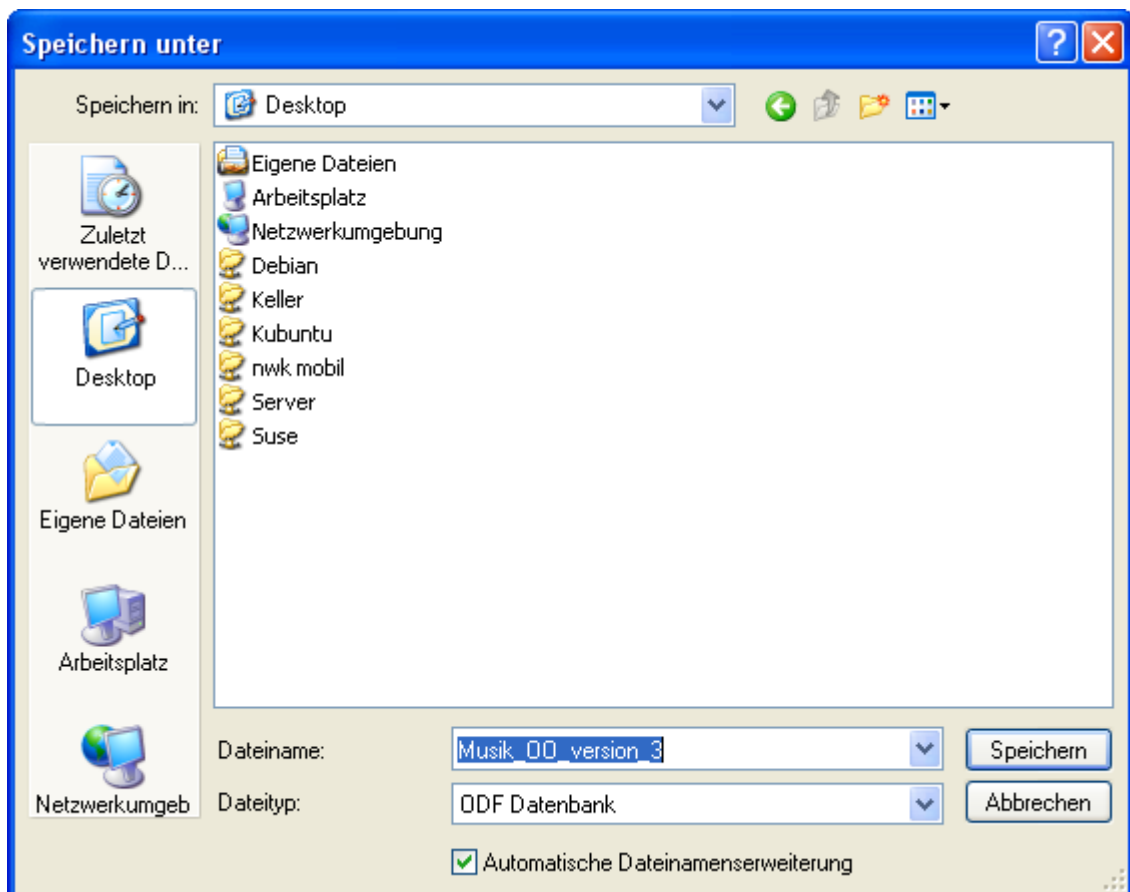 Speichern unter
Speichern in:
Desktop
Zuletzt
verwendete D...
Desktop
Eigene Dateien
Arbeitsplatz
Netzwerkumgeb
Eigene Dateien
Arbeitsplatz
Netzwerkumgebung
Debian
Keller
Kubuntu
nwk mobil
Server
Suse
Dateiname:
Musik_OO_version_3
Speichern
Dateityp:
ODF Datenbank
Abbrechen
Automatische Dateinamenserweiterung